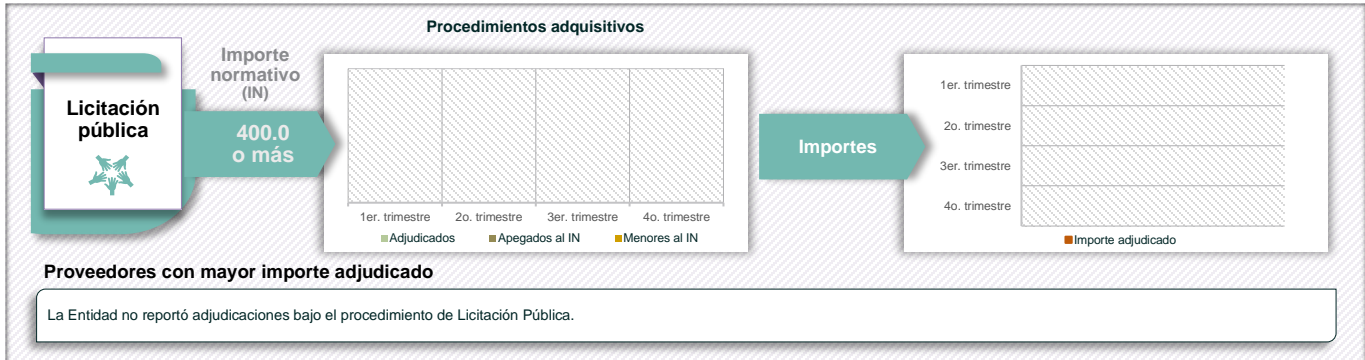 Procedimientos adquisitivos
Licitación
pública
Importe
normativo
(IN)
400.0
o más
1er. trimestre
2o. trimestre
3er. trimestre
4o. trimestre
Adjudicados
Apegados al IN
Menores al IN
Importes
1er. trimestre
2o. trimestre
3er. trimestre
4o. trimestre
Importe adjudicado
Proveedores con mayor importe adjudicado
La Entidad no reportó adjudicaciones bajo el procedimiento de Licitación Pública.